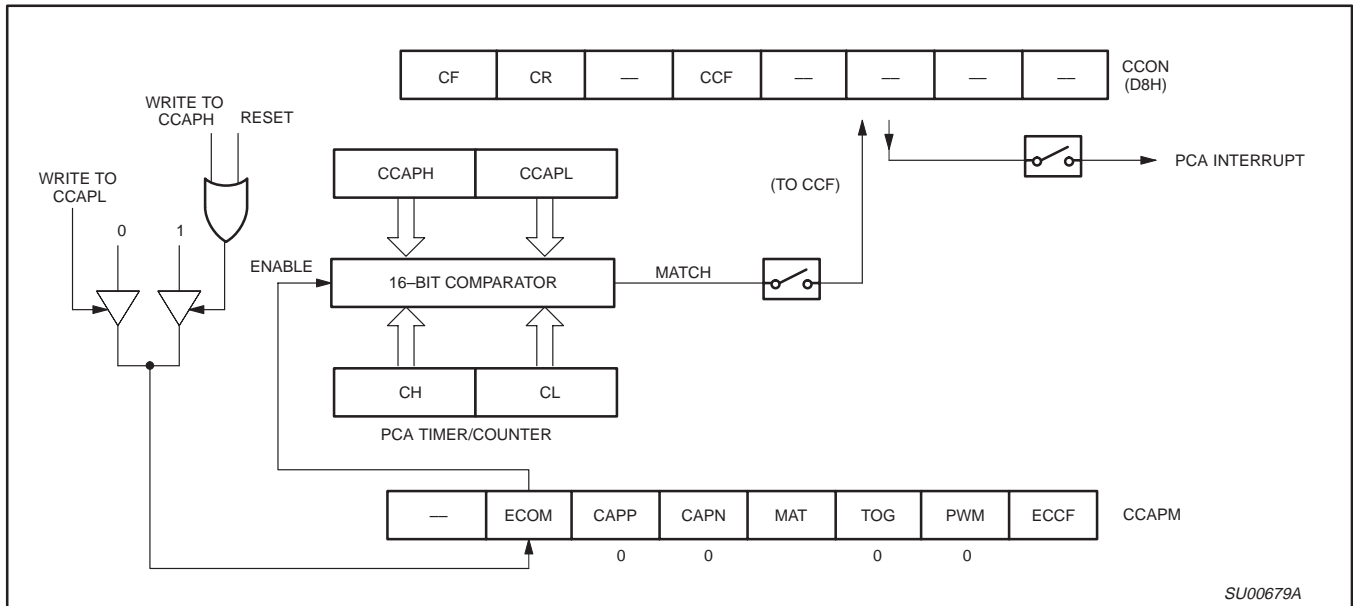 CF CR — CCF –– –– — ––
CCON
(D8H)
WRITE TO
CCAPH
RESET
WRITE TO
CCAPL
0 1
CCAPH CCAPL
(TO CCF)
PCA INTERRUPT
ENABLE
16–BIT COMPARATOR
MATCH
CH CL
PCA TIMER/COUNTER
–– ECOM CAPP CAPN MAT TOG PWM ECCF
CCAPM
0 0 0 0
SU00679A